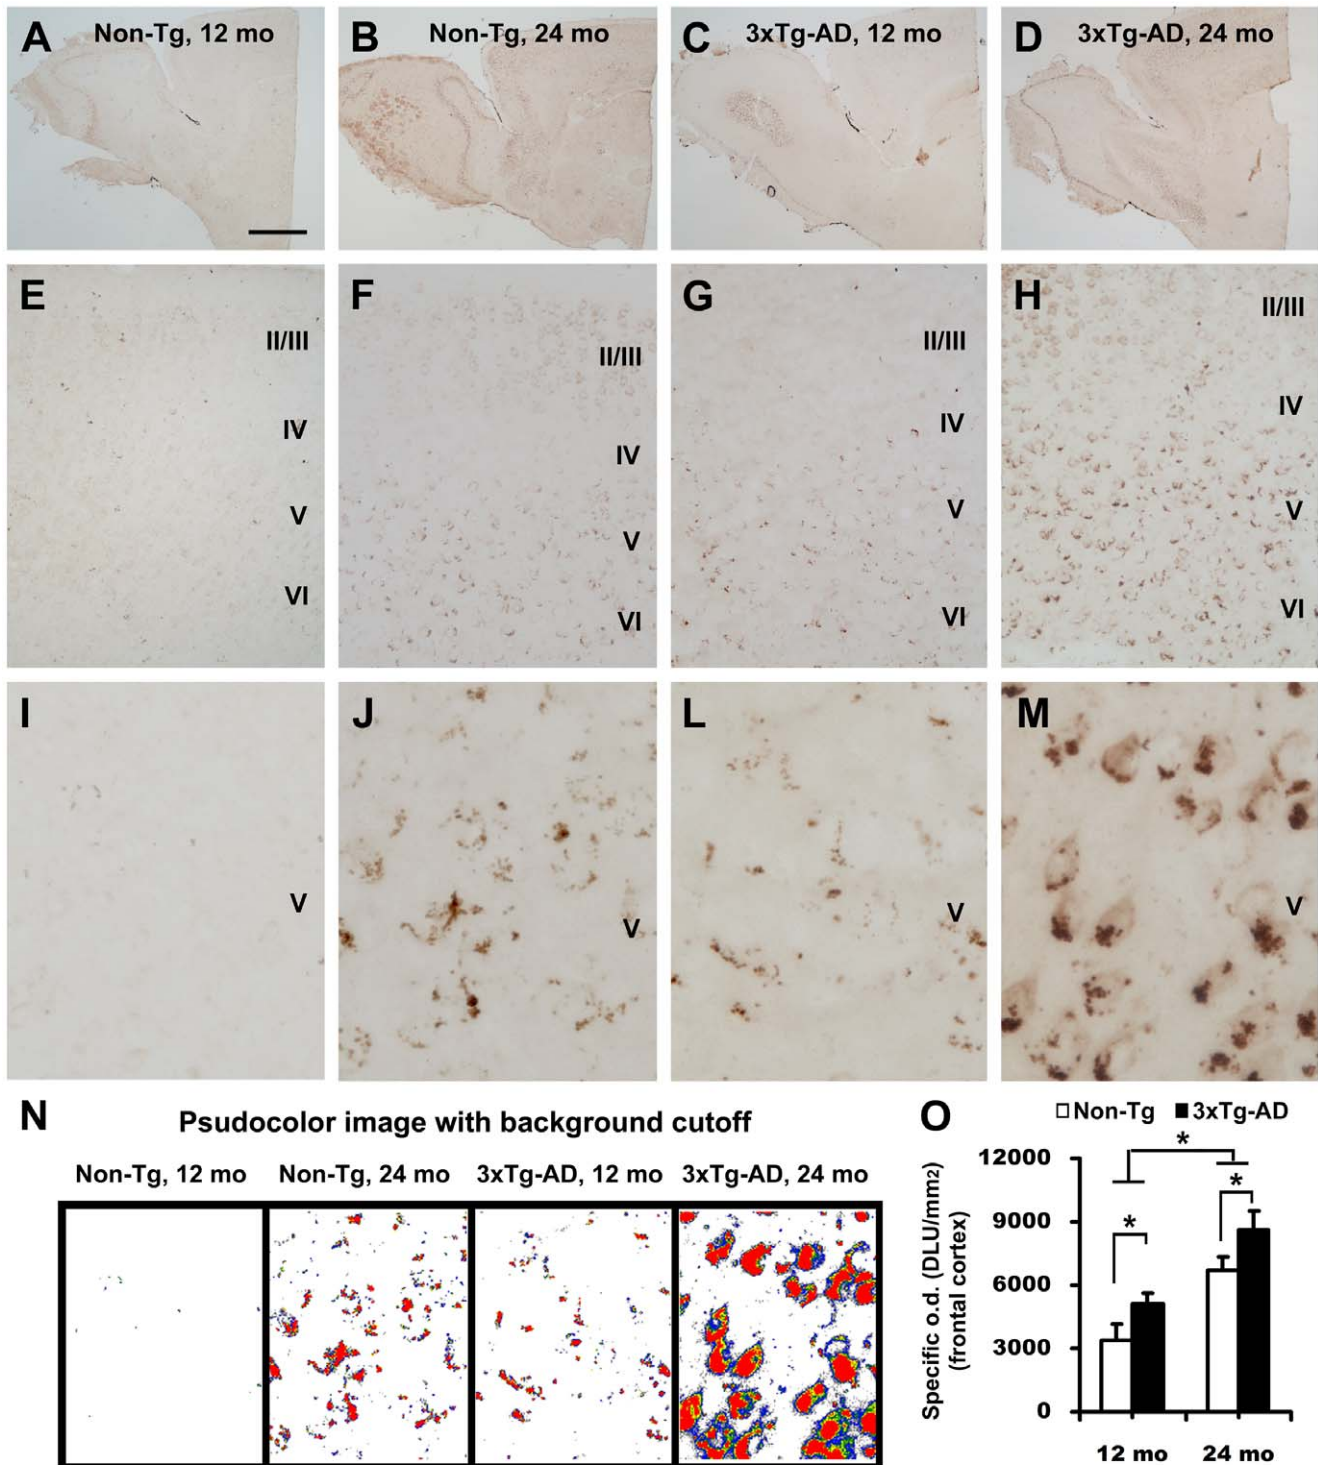 A Non-Tg, 12 mo
B Non-Tg, 24 mo
C 3xTg-AD, 12 mo
D 3xTg-AD, 24 mo
E
II/III
IV
V
VI
F
II/III
IV
V
VI
G
II/III
IV
V
VI
H
II/III
IV
V
VI
I
V
J
V
L
V
M
V
N
Psudocolor image with background cutoff
Non-Tg, 12 mo
Non-Tg, 24 mo
3xTg-AD, 12 mo
3xTg-AD, 24 mo
O
Non-Tg
3xTg-AD
Specific o.d. (DLU/mm2)
(frontal cortex)
12000
9000
6000
3000
0
*
*
*
12 mo
24 mo